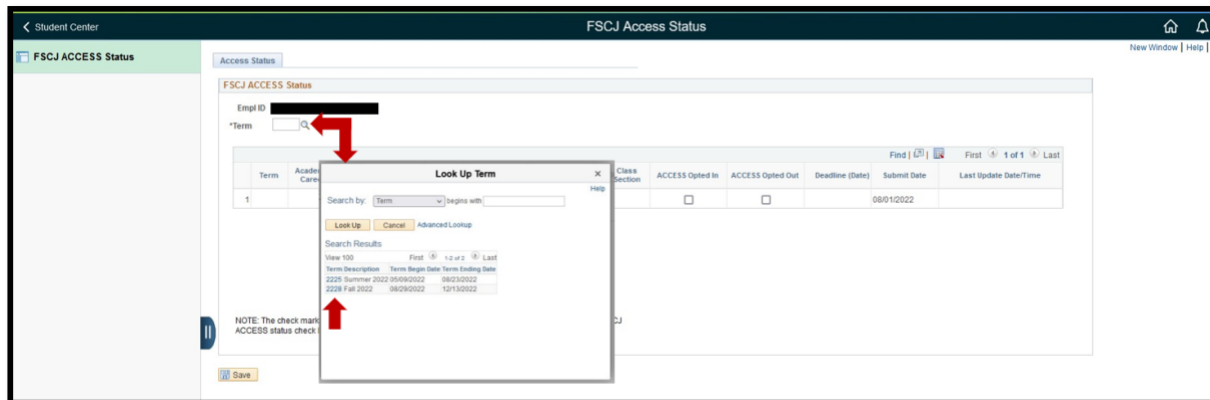 Student Center
FSCJ Access Status
New Window | Help |
FSCJ ACCESS Status
Access Status
FSCJ ACCESS Status
Empl ID
*Term
Find | First 1 of 1 Last
Term Class Section ACCESS Opted In ACCESS Opted Out Deadline (Date) Submit Date Last Update Date/Time
1 08/01/2022
Look Up Term ×
Help
Search by: Term begins with
Look Up Cancel Advanced Lookup
Search Results
View 100 First 1-2 of 2 Last
Term Description Term Begin Date Term Ending Date
2225 Summer 2022 05/09/2022 08/23/2022
2228 Fall 2022 08/29/2022 12/13/2022
NOTE: The check mark
ACCESS status check
Save